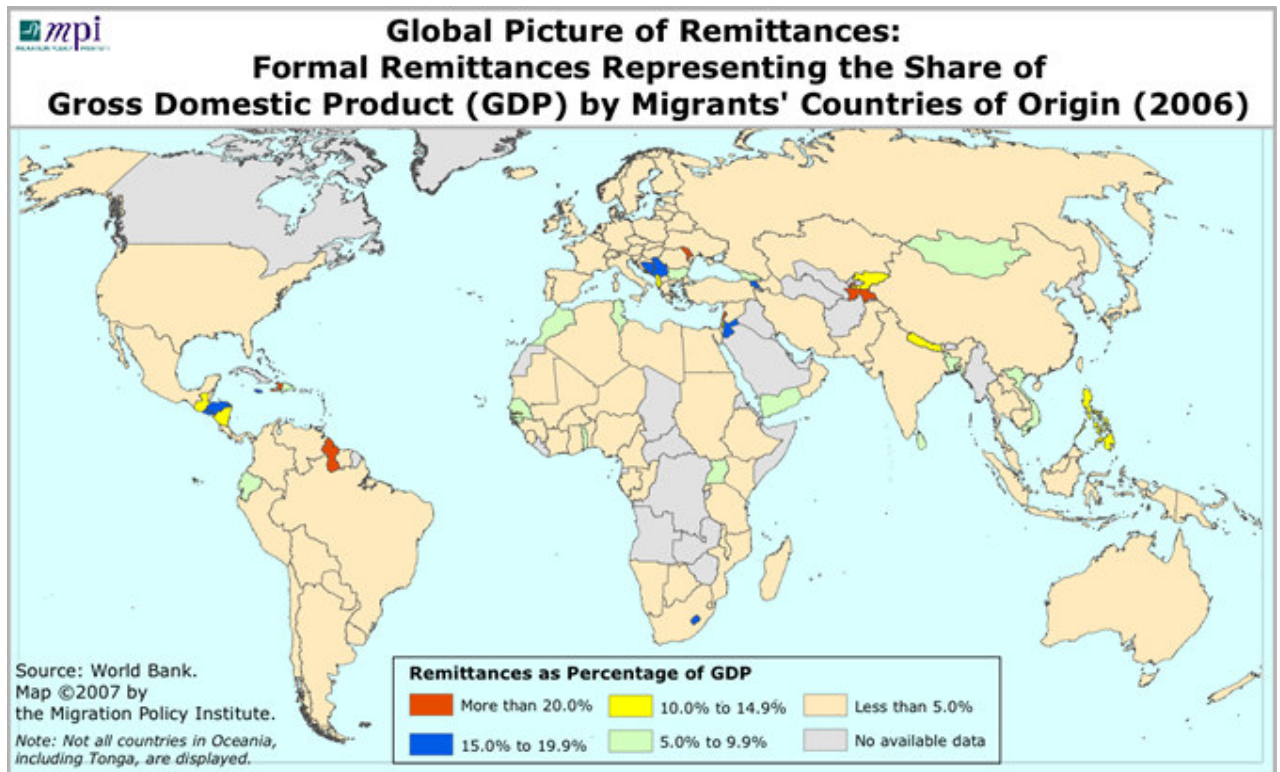 mpi
MIGRATION POLICY INSTITUTE
Global Picture of Remittances:
Formal Remittances Representing the Share of
Gross Domestic Product (GDP) by Migrants' Countries of Origin (2006)
Source: World Bank.
Map ©2007 by
the Migration Policy Institute.
Note: Not all countries in Oceania,
including Tonga, are displayed.
Remittances as Percentage of GDP
More than 20.0%
10.0% to 14.9%
Less than 5.0%
15.0% to 19.9%
5.0% to 9.9%
No available data